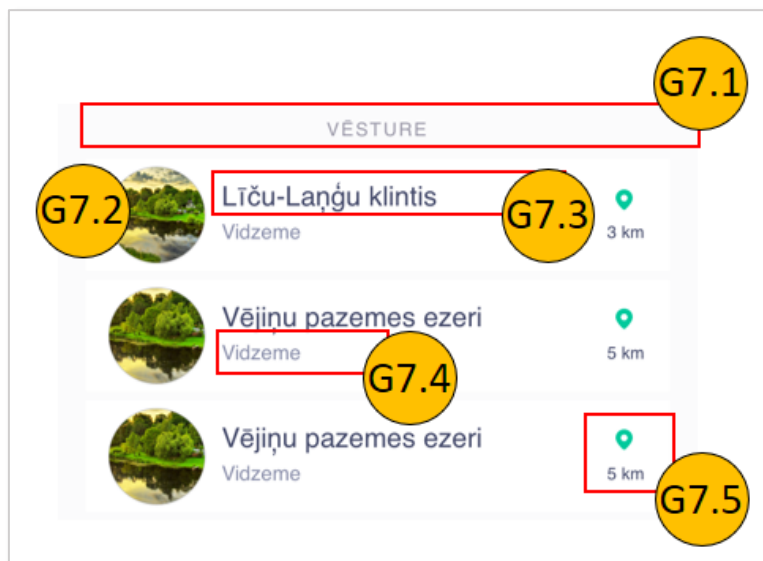 G7.1
VĒSTURE
G7.2
Līču-Laņģu klintis
G7.3
Vidzeme
3 km
Vējiņu pazemes ezeri
Vidzeme
G7.4
5 km
Vējiņu pazemes ezeri
Vidzeme
5 km
G7.5